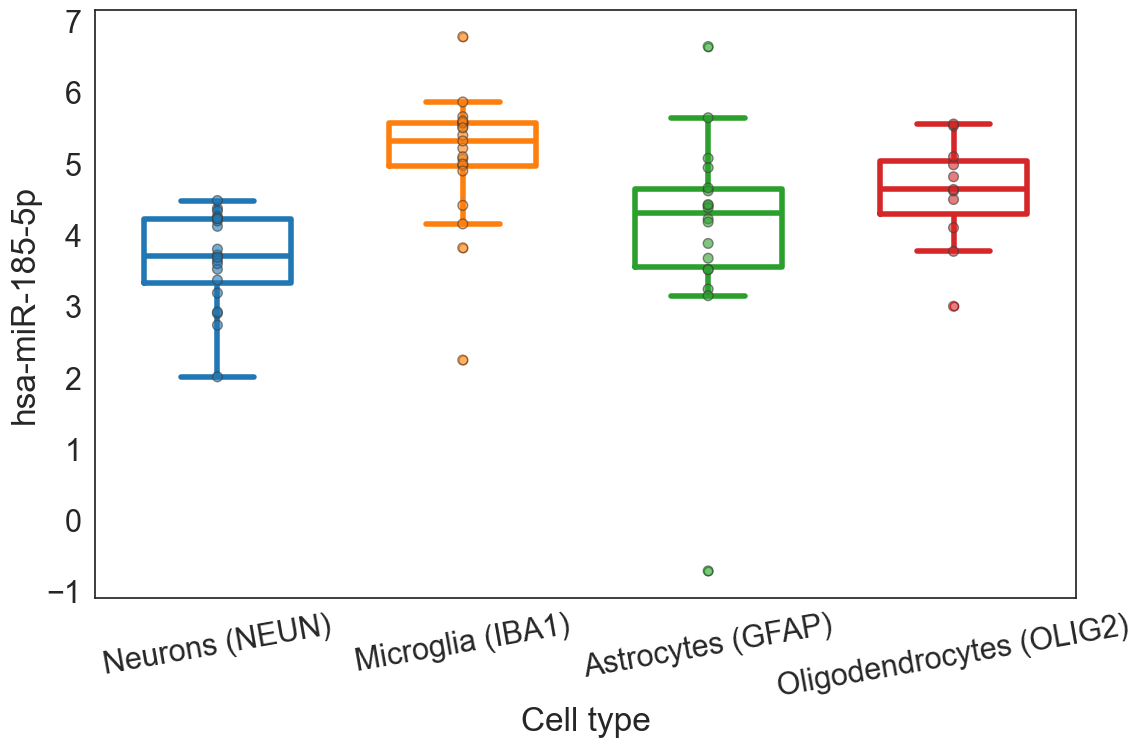 hsa-miR-185-5p
7
6
5
4
3
2
1
0
−1
Neurons (NEUN)
Microglia (IBA1)
Astrocytes (GFAP)
Oligodendrocytes (OLIG2)
Cell type